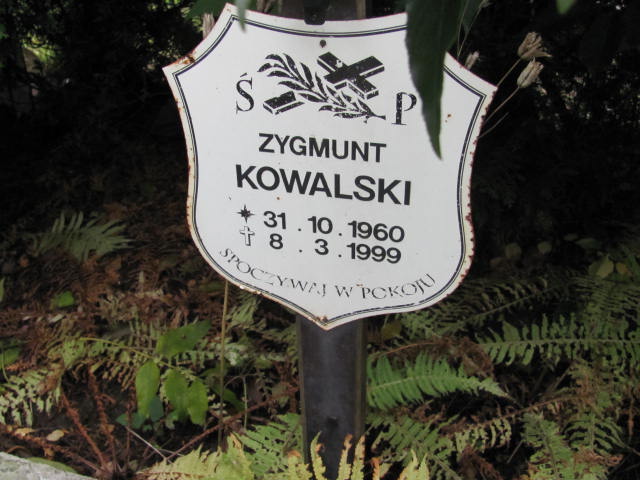 Ś P
ZYGMUNT
KOWALSKI
31 . 10 . 1960
8 . 3 . 1999
SPOCZYWAJ W POKOJU